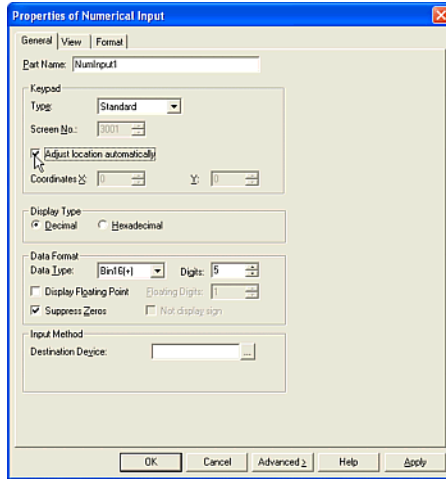 Properties of Numerical Input
General View Format
Part Name: NumInput1
Keypad
Type: Standard
Screen No.: 3001
Adjust location automatically
Coordinates X: 0 Y: 0
Display Type
Decimal Hexadecimal
Data Format
Data Type: Bin16(+) Digits: 5
Display Floating Point Floating Digits: 1
Suppress Zeros Not display sign
Input Method
Destination Device: ...
OK Cancel Advanced > Help Apply